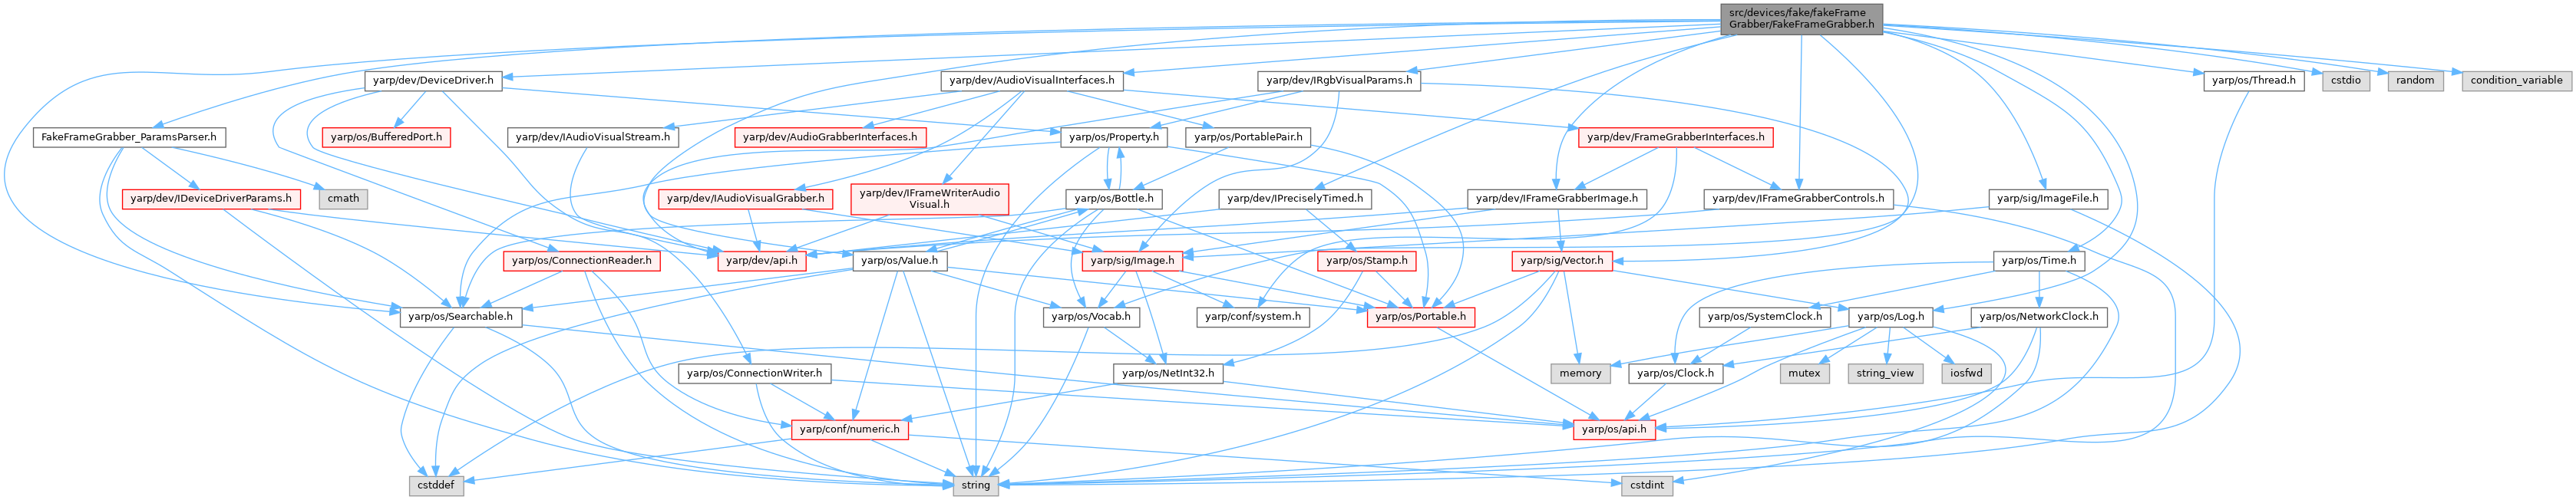 src/devices/fake/fakeFrame
Grabber/FakeFrameGrabber.h
yarp/dev/DeviceDriver.h
yarp/dev/AudioVisualInterfaces.h
yarp/dev/IRgbVisualParams.h
yarp/os/Thread.h
cstdio
random
condition_variable
FakeFrameGrabber_ParamsParser.h
yarp/os/BufferedPort.h
yarp/dev/IAudioVisualStream.h
yarp/dev/AudioGrabberInterfaces.h
yarp/os/Property.h
yarp/os/PortablePair.h
yarp/dev/FrameGrabberInterfaces.h
yarp/dev/IDeviceDriverParams.h
cmath
yarp/dev/IAudioVisualGrabber.h
yarp/dev/IFrameWriterAudio
Visual.h
yarp/os/Bottle.h
yarp/dev/IPreciselyTimed.h
yarp/dev/IFrameGrabberImage.h
yarp/dev/IFrameGrabberControls.h
yarp/sig/ImageFile.h
yarp/os/ConnectionReader.h
yarp/dev/api.h
yarp/os/Value.h
yarp/sig/Image.h
yarp/os/Stamp.h
yarp/sig/Vector.h
yarp/os/Time.h
yarp/os/Searchable.h
yarp/os/Vocab.h
yarp/conf/system.h
yarp/os/Portable.h
yarp/os/SystemClock.h
yarp/os/Log.h
yarp/os/NetworkClock.h
yarp/os/ConnectionWriter.h
yarp/os/NetInt32.h
memory
yarp/os/Clock.h
mutex
string_view
iosfwd
yarp/conf/numeric.h
yarp/os/api.h
cstddef
string
cstdint